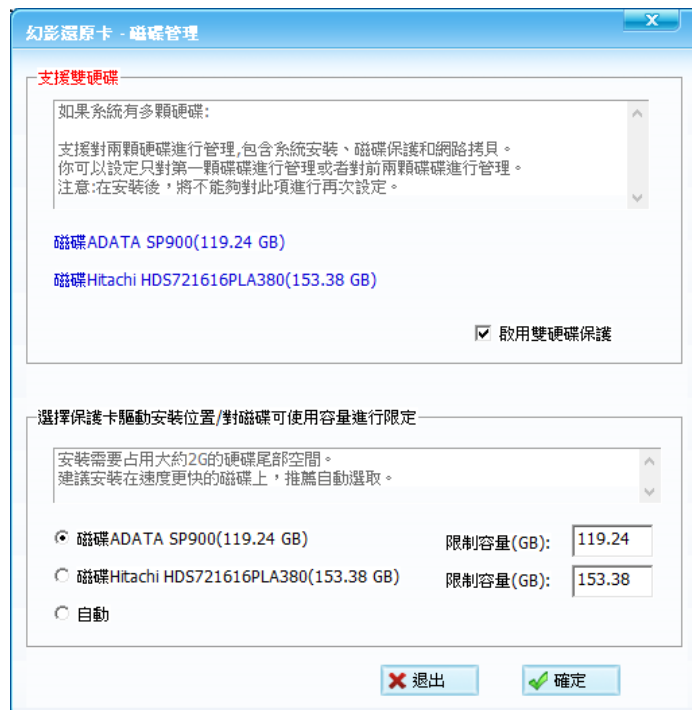 幻影還原卡 - 磁碟管理
支援雙硬碟
如果系統有多顆硬碟:
支援對兩顆硬碟進行管理,包含系統安裝、磁碟保護和網路拷貝。
你可以設定只對第一顆碟碟進行管理或者對前兩顆碟碟進行管理。
注意:在安裝後，將不能夠對此項進行再次設定。
磁碟ADATA SP900(119.24 GB)
磁碟Hitachi HDS721616PLA380(153.38 GB)
啟用雙硬碟保護
選擇保護卡驅動安裝位置/對磁碟可使用容量進行限定
安裝需要占用大約2G的硬碟尾部空間。
建議安裝在速度更快的磁碟上，推薦自動選取。
磁碟ADATA SP900(119.24 GB) 限制容量(GB): 119.24
磁碟Hitachi HDS721616PLA380(153.38 GB) 限制容量(GB): 153.38
自動
退出 確定